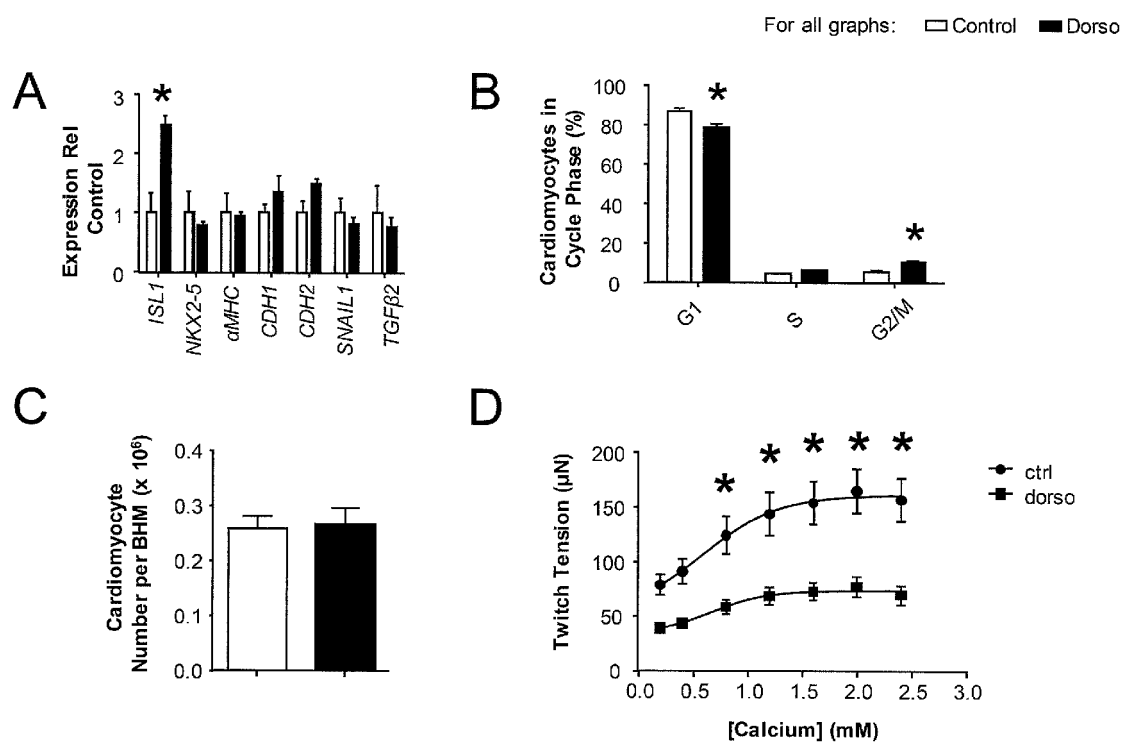 For all graphs: Control Dorso
A
Expression Rel
Control
3
2
1
0
*
ISL1
NKX2-5
αMHC
CDH1
CDH2
SNAIL1
TGFβ2
B
Cardiomyocytes in
Cycle Phase (%)
100
80
60
40
20
0
*
*
G1
S
G2/M
C
Cardiomyocyte
Number per BHM (x 10⁶)
0.4
0.3
0.2
0.1
0.0
D
Twitch Tension (µN)
200
150
100
50
0
* * * * *
ctrl
dorso
0.0 0.5 1.0 1.5 2.0 2.5 3.0
[Calcium] (mM)